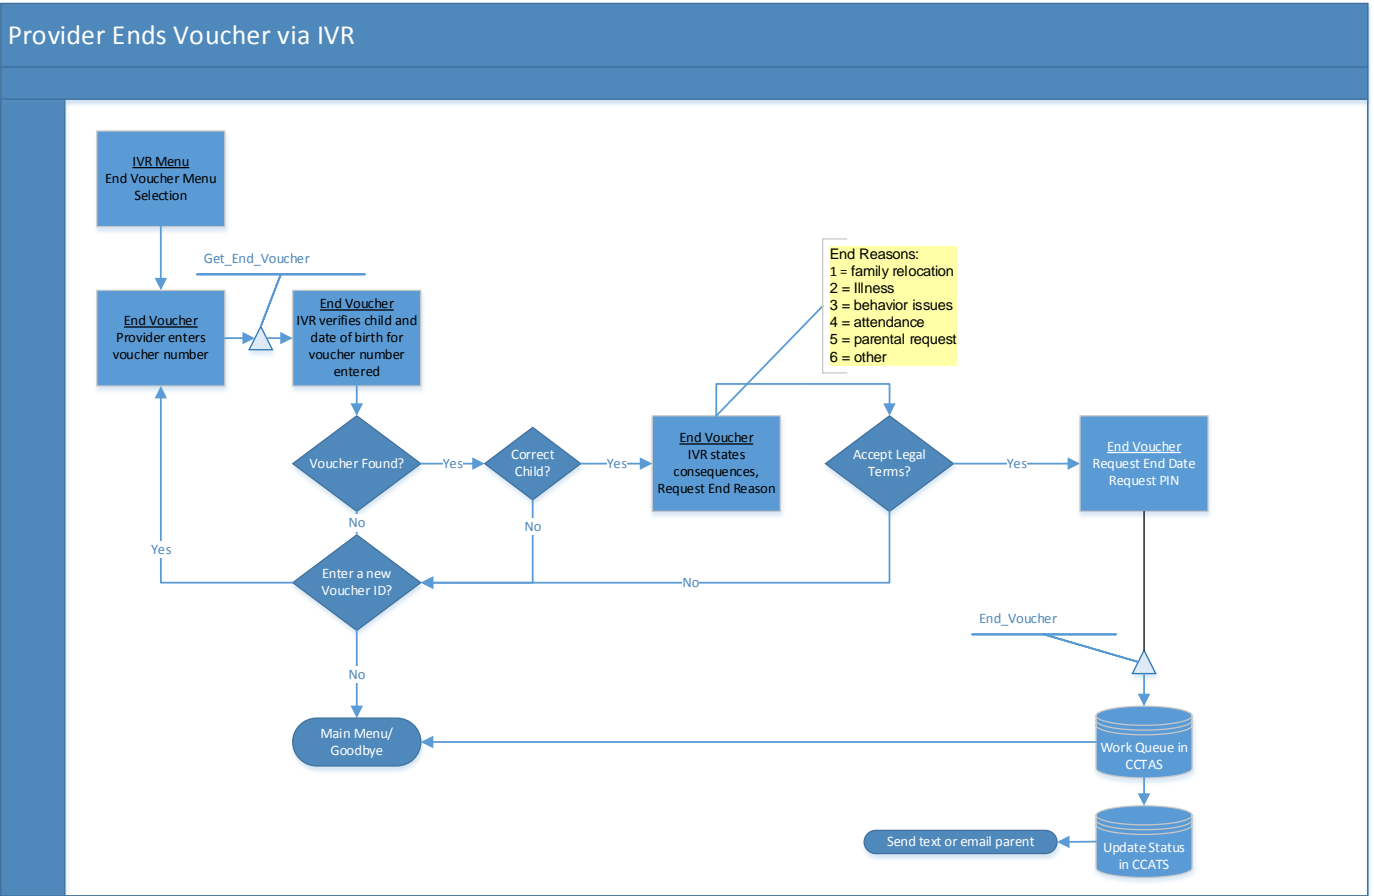 Provider Ends Voucher via IVR
IVR Menu
End Voucher Menu
Selection
Get_End_Voucher
End Voucher
Provider enters
voucher number
End Voucher
IVR verifies child and
date of birth for
voucher number
entered
End Reasons:
1 = family relocation
2 = Illness
3 = behavior issues
4 = attendance
5 = parental request
6 = other
Voucher Found?
Yes
Correct
Child?
Yes
End Voucher
IVR states
consequences,
Request End Reason
Accept Legal
Terms?
Yes
End Voucher
Request End Date
Request PIN
No
No
Yes
Enter a new
Voucher ID?
No
End_Voucher
No
Main Menu/
Goodbye
Work Queue in
CCTAS
Send text or email parent
Update Status
in CCATS